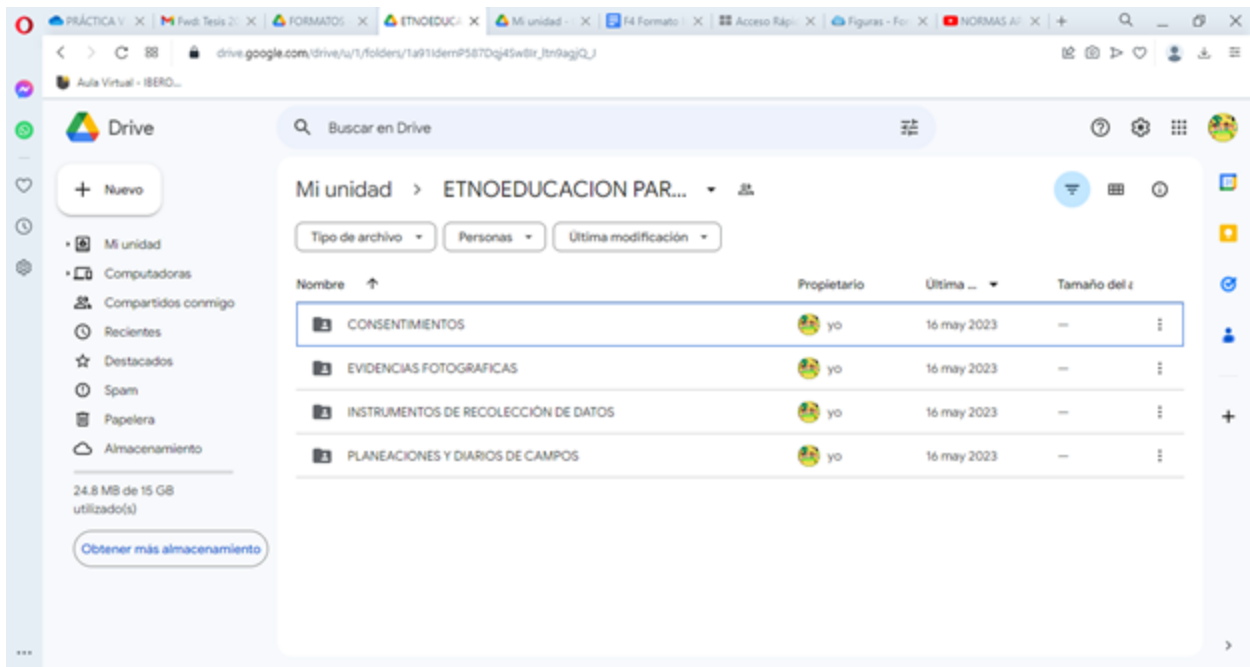 PRÁCTICA V
Fwd: Tesis 20
FORMATOS
ETNOEDUCA
Mi unidad -
F4 Formato
Acceso Rápi
Figuras - For
NORMAS A
drive.google.com/drive/u/1/folders/
Aula Virtual - IBERO...
Drive
Buscar en Drive
Nuevo
Mi unidad > ETNOEDUCACION PAR...
Tipo de archivo
Personas
Última modificación
Mi unidad
Computadoras
Compartidos conmigo
Recientes
Destacados
Spam
Papelera
Almacenamiento
24.8 MB de 15 GB
utilizado(s)
Obtener más almacenamiento
Nombre Propietario Última ... Tamaño del a
CONSENTIMIENTOS yo 16 may 2023 —
EVIDENCIAS FOTOGRAFICAS yo 16 may 2023 —
INSTRUMENTOS DE RECOLECCIÓN DE DATOS yo 16 may 2023 —
PLANEACIONES Y DIARIOS DE CAMPOS yo 16 may 2023 —